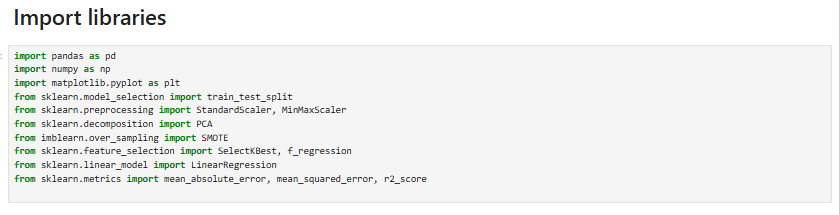 Import libraries
import pandas as pd
import numpy as np
import matplotlib.pyplot as plt
from sklearn.model_selection import train_test_split
from sklearn.preprocessing import StandardScaler, MinMaxScaler
from sklearn.decomposition import PCA
from imblearn.over_sampling import SMOTE
from sklearn.feature_selection import SelectKBest, f_regression
from sklearn.linear_model import LinearRegression
from sklearn.metrics import mean_absolute_error, mean_squared_error, r2_score